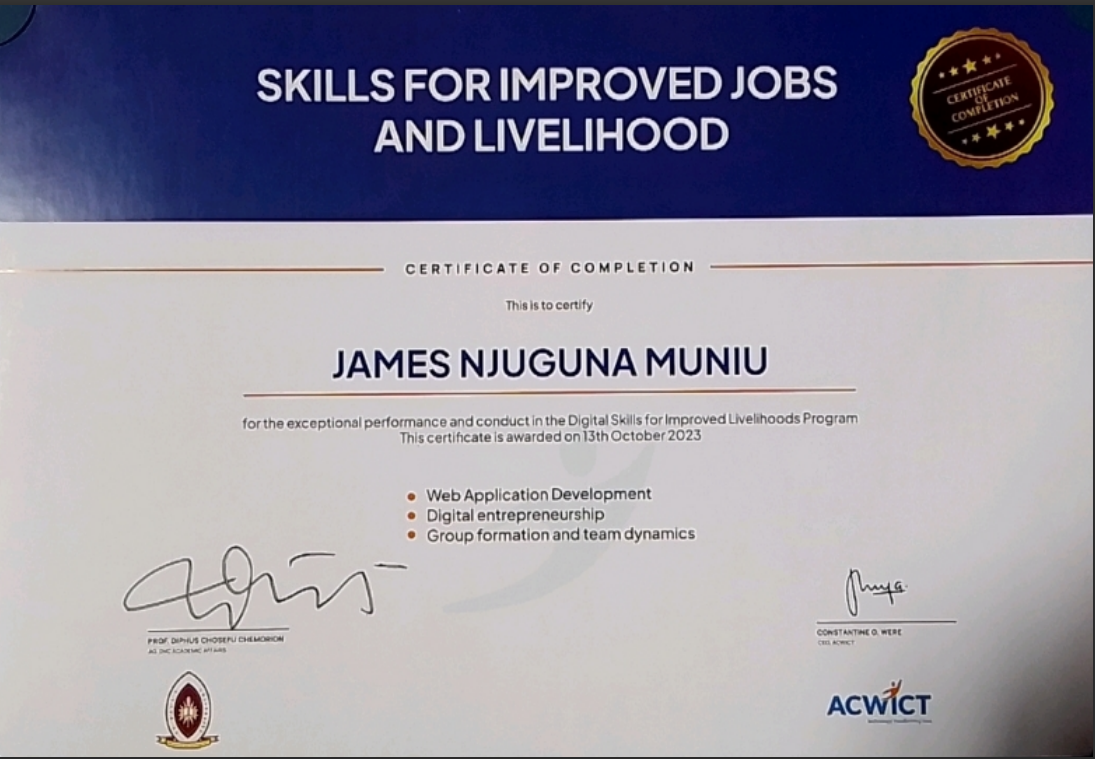 SKILLS FOR IMPROVED JOBS
AND LIVELIHOOD
CERTIFICATE
OF
COMPLETION
CERTIFICATE OF COMPLETION
This is to certify
JAMES NJUGUNA MUNIU
for the exceptional performance and conduct in the Digital Skills for Improved Livelihoods Program
This certificate is awarded on 13th October 2023
Web Application Development
Digital entrepreneurship
Group formation and team dynamics
PROF. DIPHUS CHOSEFU CHEMORION
CONSTANTINE O. WERE
AG. DVC ACADEMIC AFFAIRS
CEO, ACWICT
ACWICT